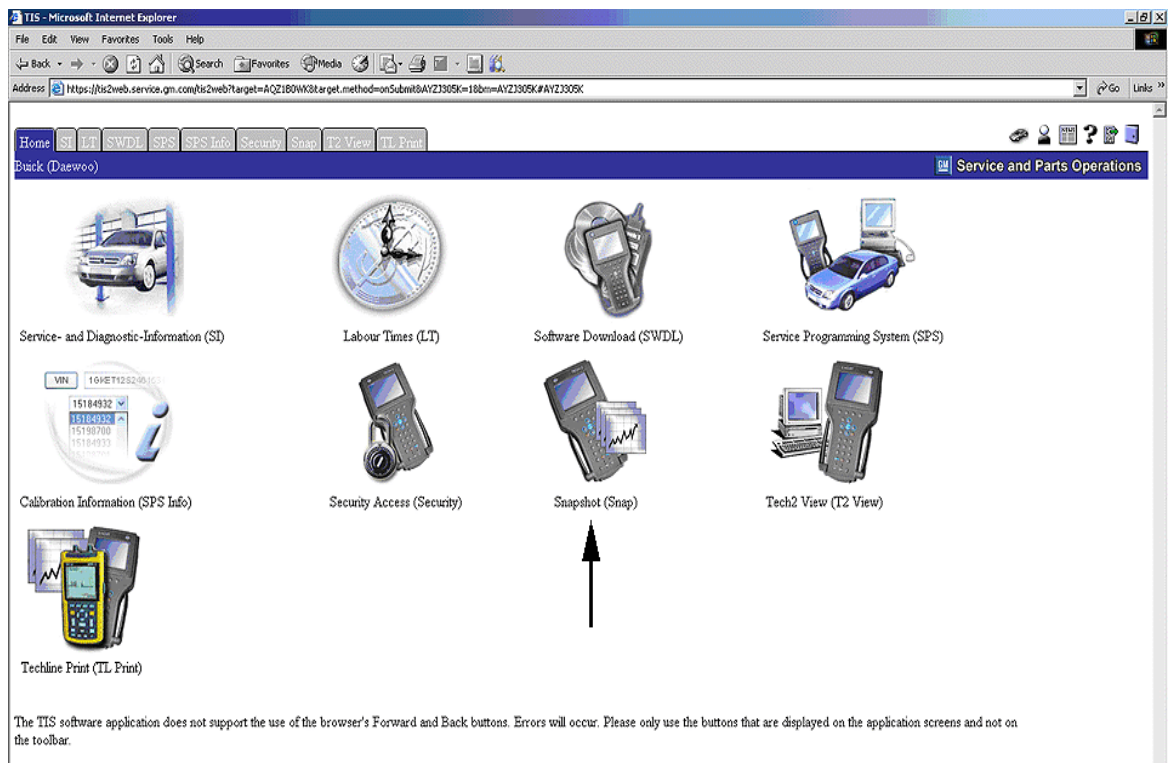 TIS - Microsoft Internet Explorer
File Edit View Favorites Tools Help
Back Search Favorites Media
Address https://tis2web.service.gm.com/tis2web?target=AQZ1B0WK&target.method=onSubmit&AYZJ305K=1&bm=AYZJ305K#AYZJ305K Go Links »
Home SI LT SWDL SPS SPS Info Security Snap T2 View TL Print
NEWS ?
Buick (Daewoo) GM Service and Parts Operations
Service- and Diagnostic-Information (SI) Labour Times (LT) Software Download (SWDL) Service Programming System (SPS)
VIN
15184932
15184932
15198700
15184933
Calibration Information (SPS Info) Security Access (Security) Snapshot (Snap) Tech2 View (T2 View)
Techline Print (TL Print)
The TIS software application does not support the use of the browser's Forward and Back buttons. Errors will occur. Please only use the buttons that are displayed on the application screens and not on
the toolbar.